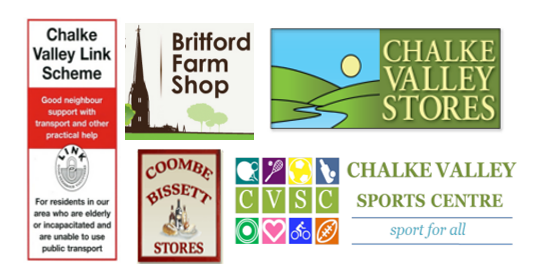 Chalke
Valley Link
Scheme
Good neighbour
support with
transport and other
practical help
LINK
For residents in our
area who are elderly
or incapacitated and
are unable to use
public transport
Britford
Farm
Shop
CHALKE
VALLEY
STORES
COOMBE
BISSETT
STORES
CVSC
CHALKE VALLEY
SPORTS CENTRE
sport for all